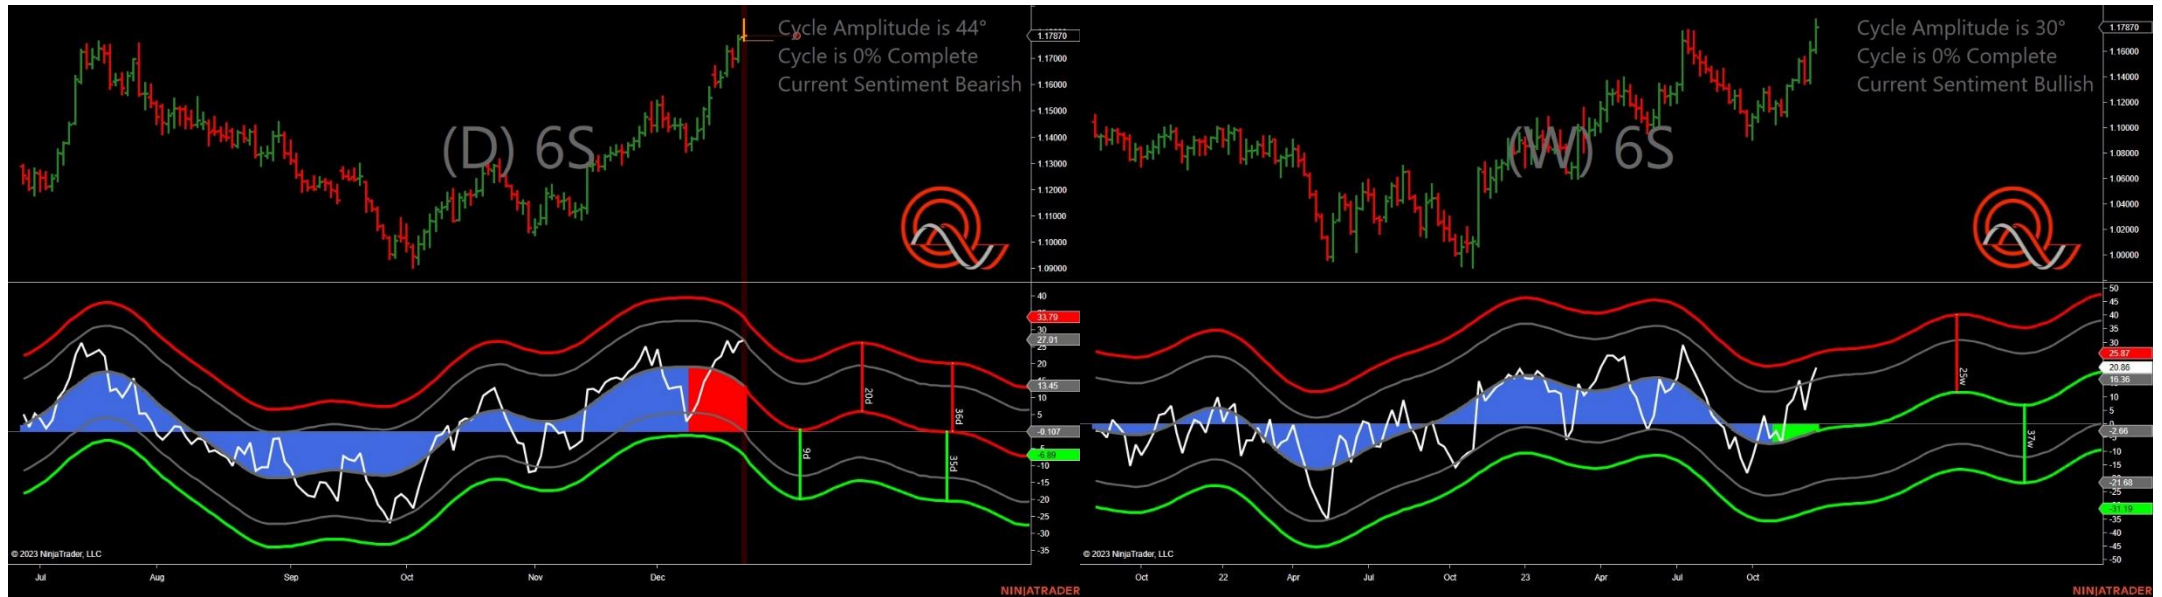 Cycle Amplitude is 44°
Cycle is 0% Complete
Current Sentiment Bearish
(D) 6S
1.17870
1.17000
1.16000
1.15000
1.14000
1.13000
1.12000
1.11000
1.10000
1.09000
40
33.79
30
27.01
20
15
13.45
10
5
-0.107
-6.89
-10
-15
-20
-25
-30
-35
20d
36d
9d
35d
© 2023 NinjaTrader, LLC
Jul
Aug
Sep
Oct
Nov
Dec
NINJATRADER
Cycle Amplitude is 30°
Cycle is 0% Complete
Current Sentiment Bullish
(W) 6S
1.17870
1.16000
1.14000
1.12000
1.10000
1.08000
1.06000
1.04000
1.02000
1.00000
50
45
40
35
30
25.87
20.86
16.36
10
5
0
-2.66
-5
-10
-15
-21.68
-25
-31.19
-35
-40
-45
-50
25w
37w
© 2023 NinjaTrader, LLC
Oct
22
Apr
Jul
Oct
23
Apr
Jul
Oct
NINJATRADER